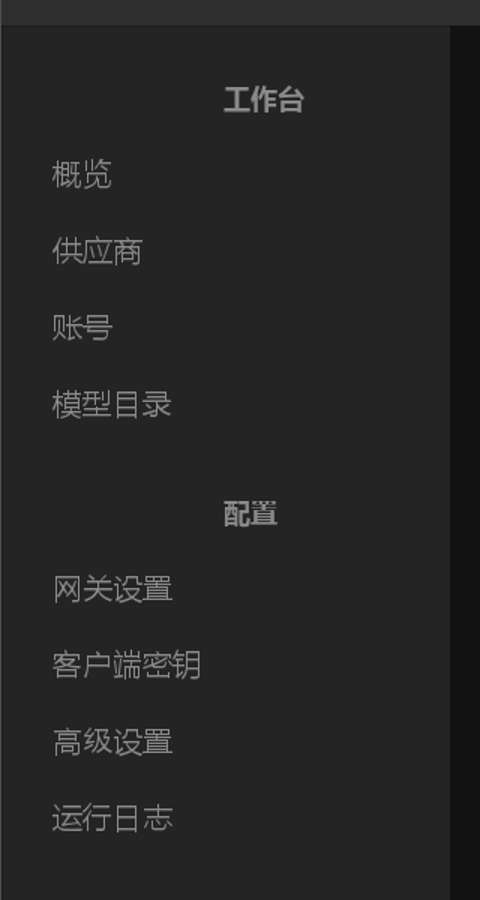 工作台
概览
供应商
账号
模型目录
配置
网关设置
客户端密钥
高级设置
运行日志